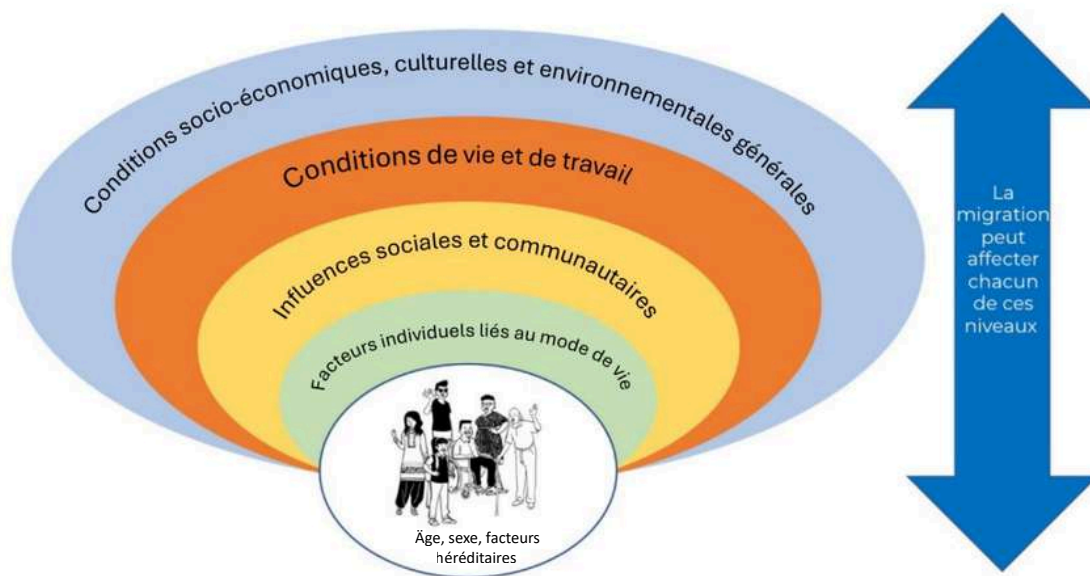 Conditions socio-économiques, culturelles et environnementales générales
Conditions de vie et de travail
Influences sociales et communautaires
Facteurs individuels liés au mode de vie
Äge, sexe, facteurs
héréditaires
La
migration
peut
affecter
chacun
de ces
niveaux